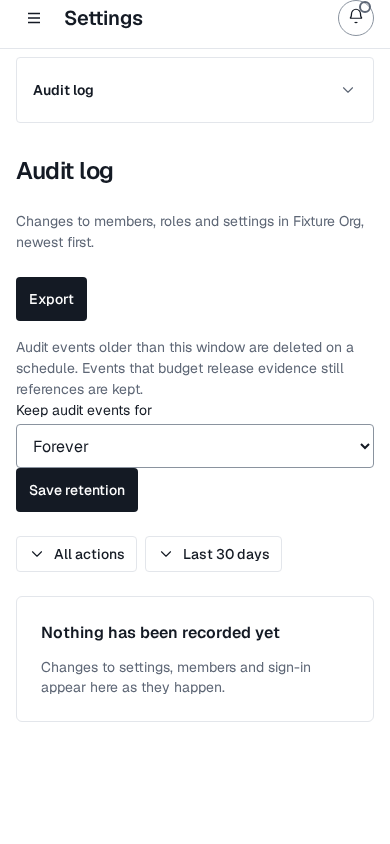 Settings
Audit log
Audit log
Changes to members, roles and settings in Fixture Org,
newest first.
Export
Audit events older than this window are deleted on a
schedule. Events that budget release evidence still
references are kept.
Keep audit events for
Forever
Save retention
All actions
Last 30 days
Nothing has been recorded yet
Changes to settings, members and sign-in
appear here as they happen.